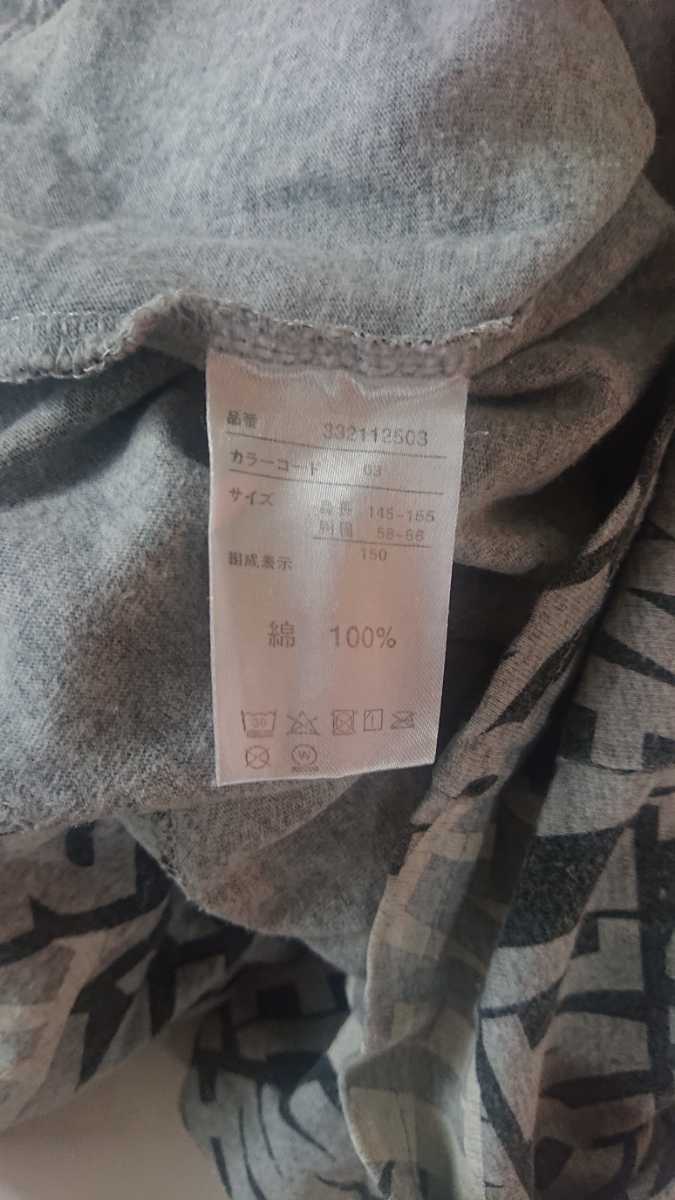 品番 332112503
カラーコード 03
サイズ 身長 145-155
胴囲 58-66
150
組成表示
綿 100%
30
W